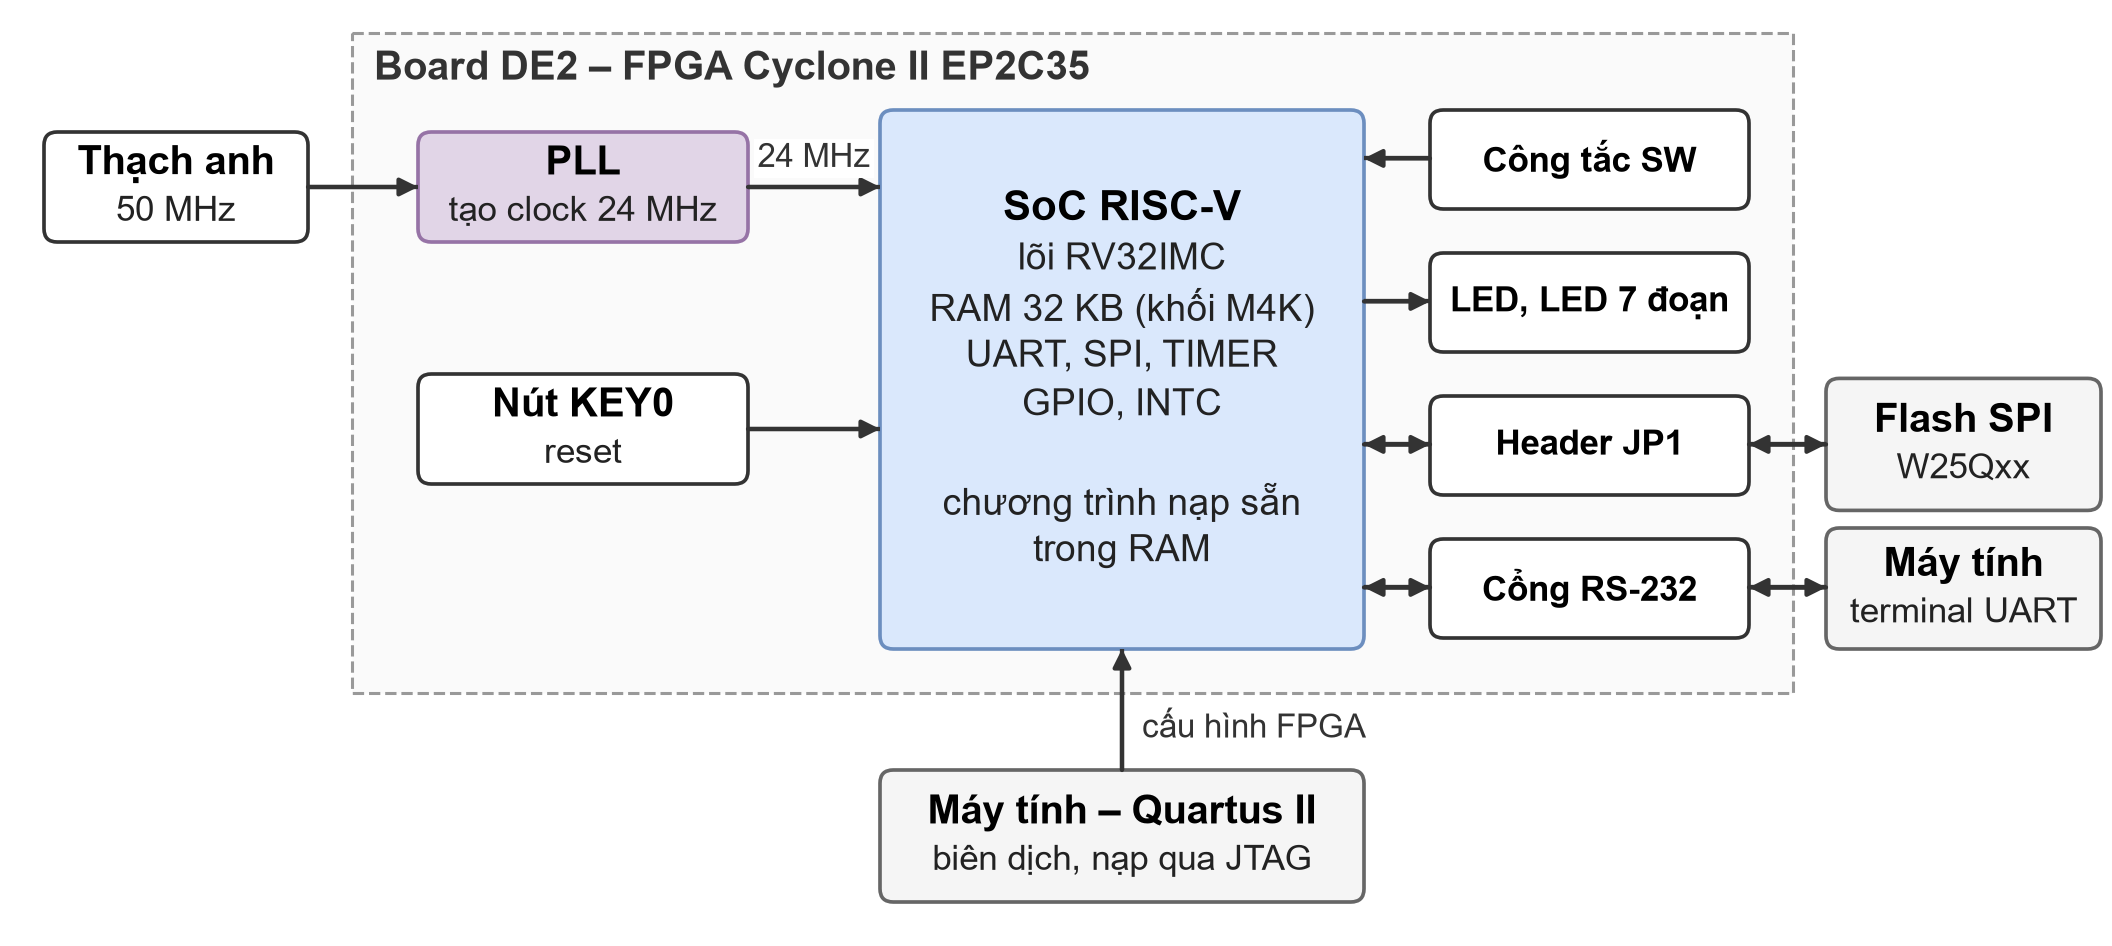 Board DE2 – FPGA Cyclone II EP2C35
Thạch anh
50 MHz
PLL
tạo clock 24 MHz
24 MHz
Nút KEY0
reset
SoC RISC-V
lõi RV32IMC
RAM 32 KB (khối M4K)
UART, SPI, TIMER
GPIO, INTC
chương trình nạp sẵn
trong RAM
Công tắc SW
LED, LED 7 đoạn
Header JP1
Cổng RS-232
Flash SPI
W25Qxx
Máy tính
terminal UART
cấu hình FPGA
Máy tính – Quartus II
biên dịch, nạp qua JTAG